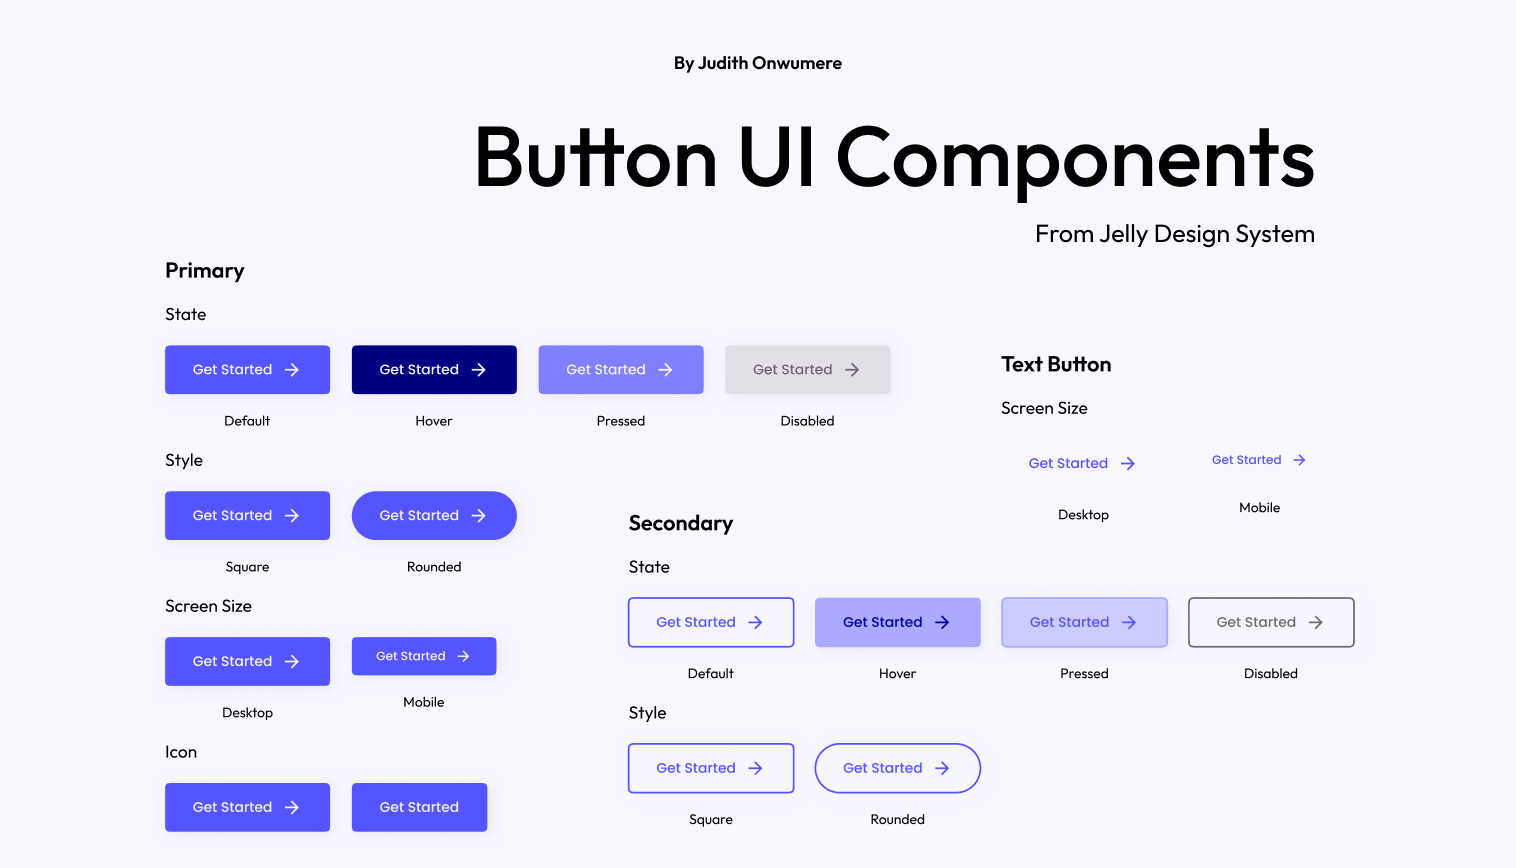 By Judith Onwumere
Button UI Components
From Jelly Design System
Primary
State
Get Started
Get Started
Get Started
Get Started
Default
Hover
Pressed
Disabled
Style
Get Started
Get Started
Square
Rounded
Screen Size
Get Started
Get Started
Desktop
Mobile
Icon
Get Started
Get Started
Text Button
Screen Size
Get Started
Get Started
Desktop
Mobile
Secondary
State
Get Started
Get Started
Get Started
Get Started
Default
Hover
Pressed
Disabled
Style
Get Started
Get Started
Square
Rounded